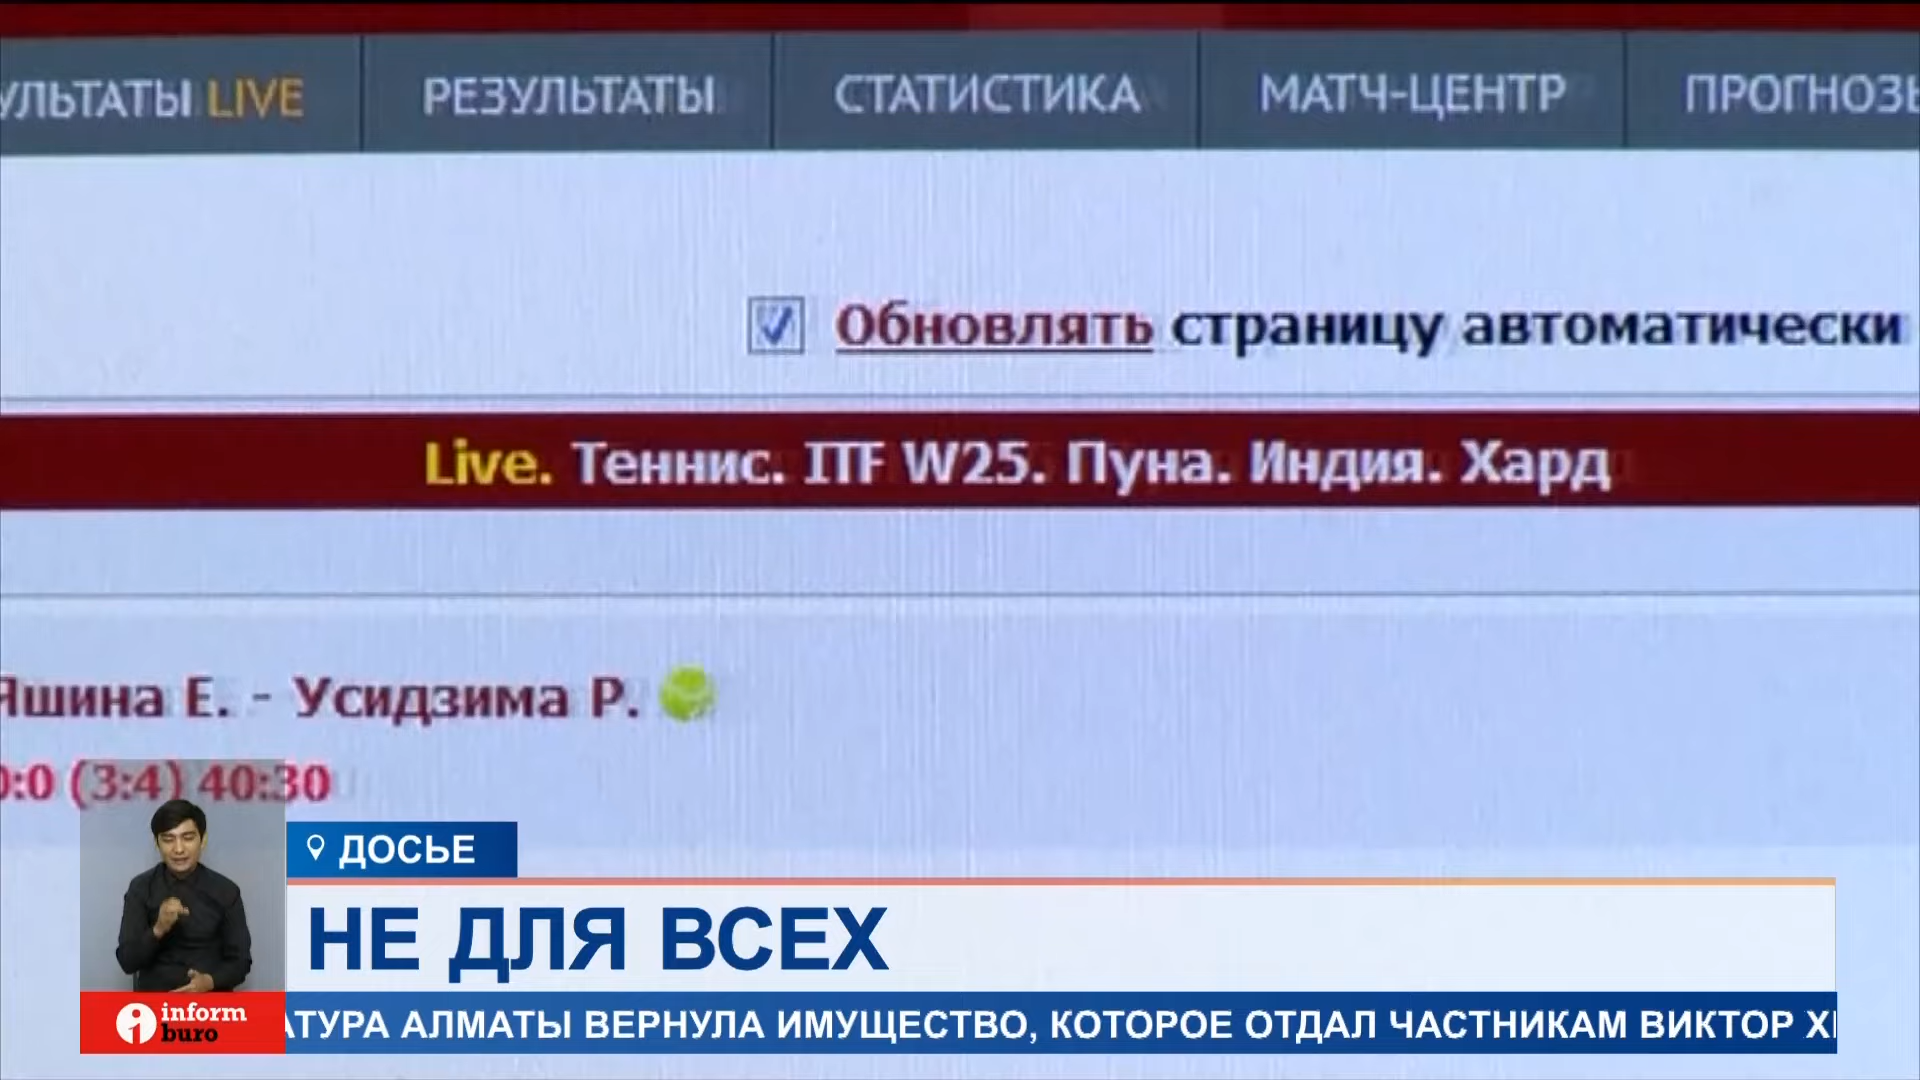 УЛЬТАТЫ LIVE РЕЗУЛЬТАТЫ СТАТИСТИКА МАТЧ-ЦЕНТР ПРОГНОЗЫ
Обновлять страницу автоматически
Live. Теннис. ITF W25. Пуна. Индия. Хард
Яшина Е. - Усидзима Р.
0:0 (3:4) 40:30
ДОСЬЕ
НЕ ДЛЯ ВСЕХ
inform
buro
АТУРА АЛМАТЫ ВЕРНУЛА ИМУЩЕСТВО, КОТОРОЕ ОТДАЛ ЧАСТНИКАМ ВИКТОР